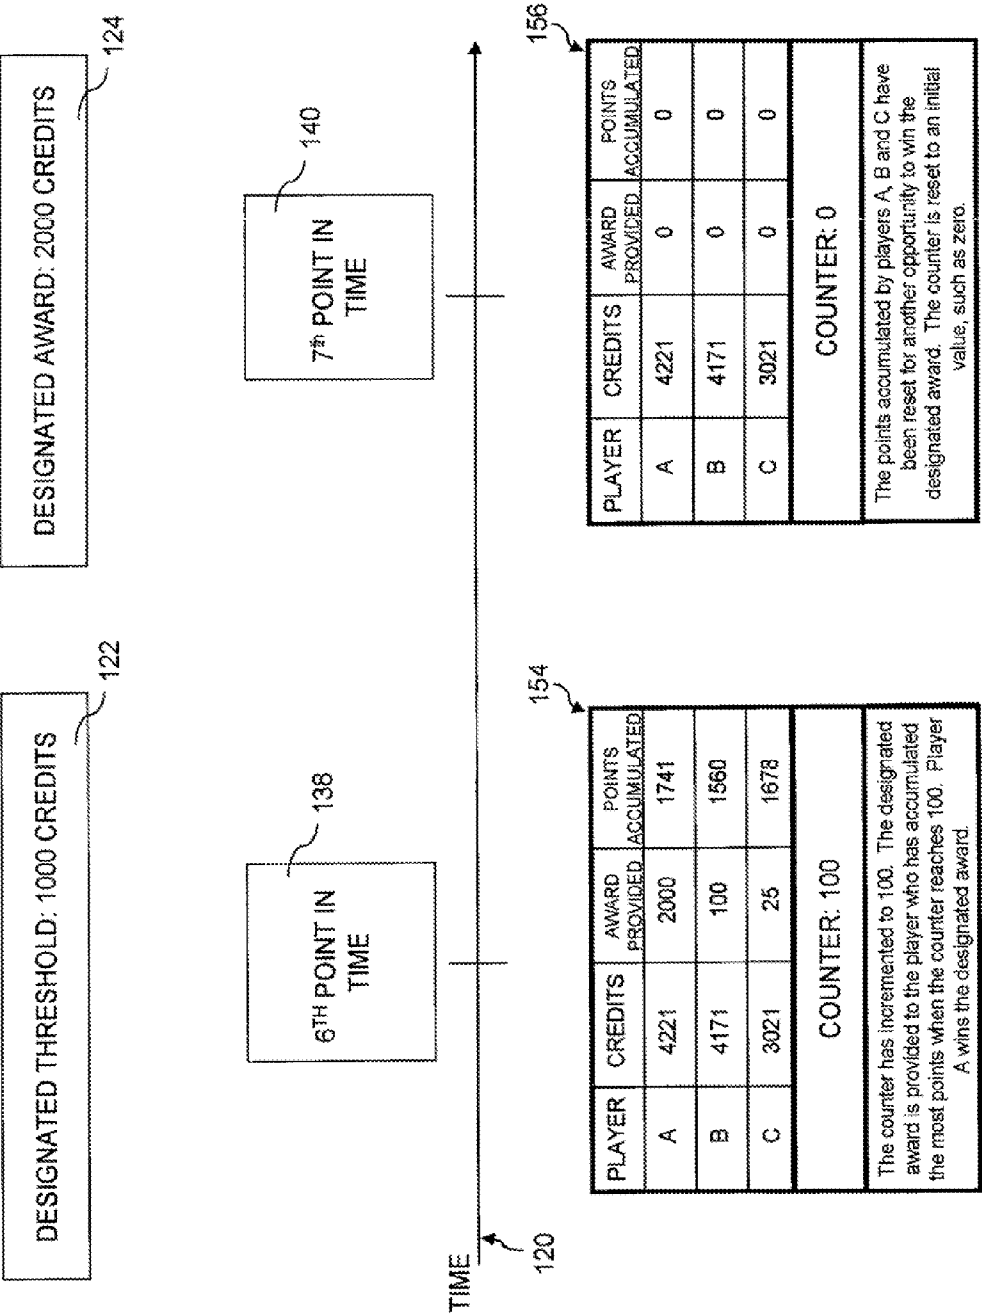 DESIGNATED THRESHOLD: 1000 CREDITS
122
DESIGNATED AWARD: 2000 CREDITS
124
6TH POINT IN
TIME
138
7th POINT IN
TIME
140
TIME
120
154
PLAYER CREDITS AWARD PROVIDED POINTS ACCUMULATED
A 4221 2000 1741
B 4171 100 1560
C 3021 25 1678
COUNTER: 100
The counter has incremented to 100. The designated
award is provided to the player who has accumulated
the most points when the counter reaches 100. Player
A wins the designated award.
156
PLAYER CREDITS AWARD PROVIDED POINTS ACCUMULATED
A 4221 0 0
B 4171 0 0
C 3021 0 0
COUNTER: 0
The points accumulated by players A, B and C have
been reset for another opportunity to win the
designated award. The counter is reset to an initial
value, such as zero.